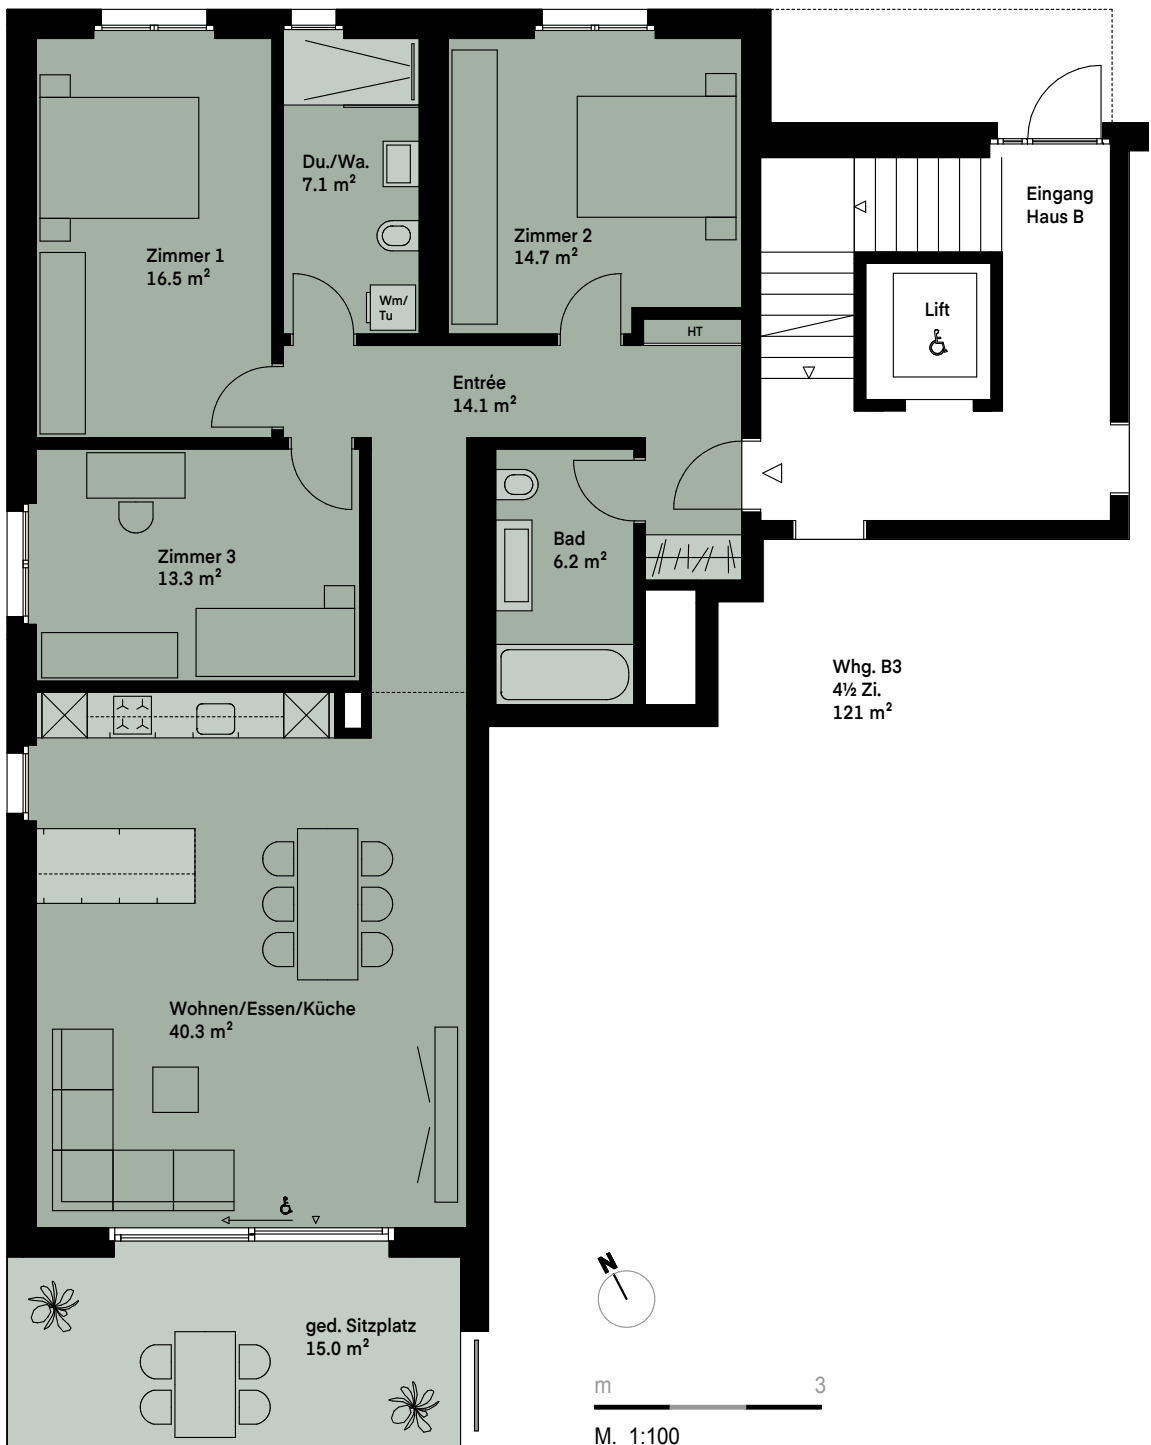 Du./Wa.
7.1 m²
Zimmer 1
16.5 m²
Zimmer 2
14.7 m²
Eingang
Haus B
Wm/
Tu
HT
Lift
Entrée
14.1 m²
Zimmer 3
13.3 m²
Bad
6.2 m²
Whg. B3
4½ Zi.
121 m²
Wohnen/Essen/Küche
40.3 m²
N
ged. Sitzplatz
15.0 m²
m 3
M. 1:100